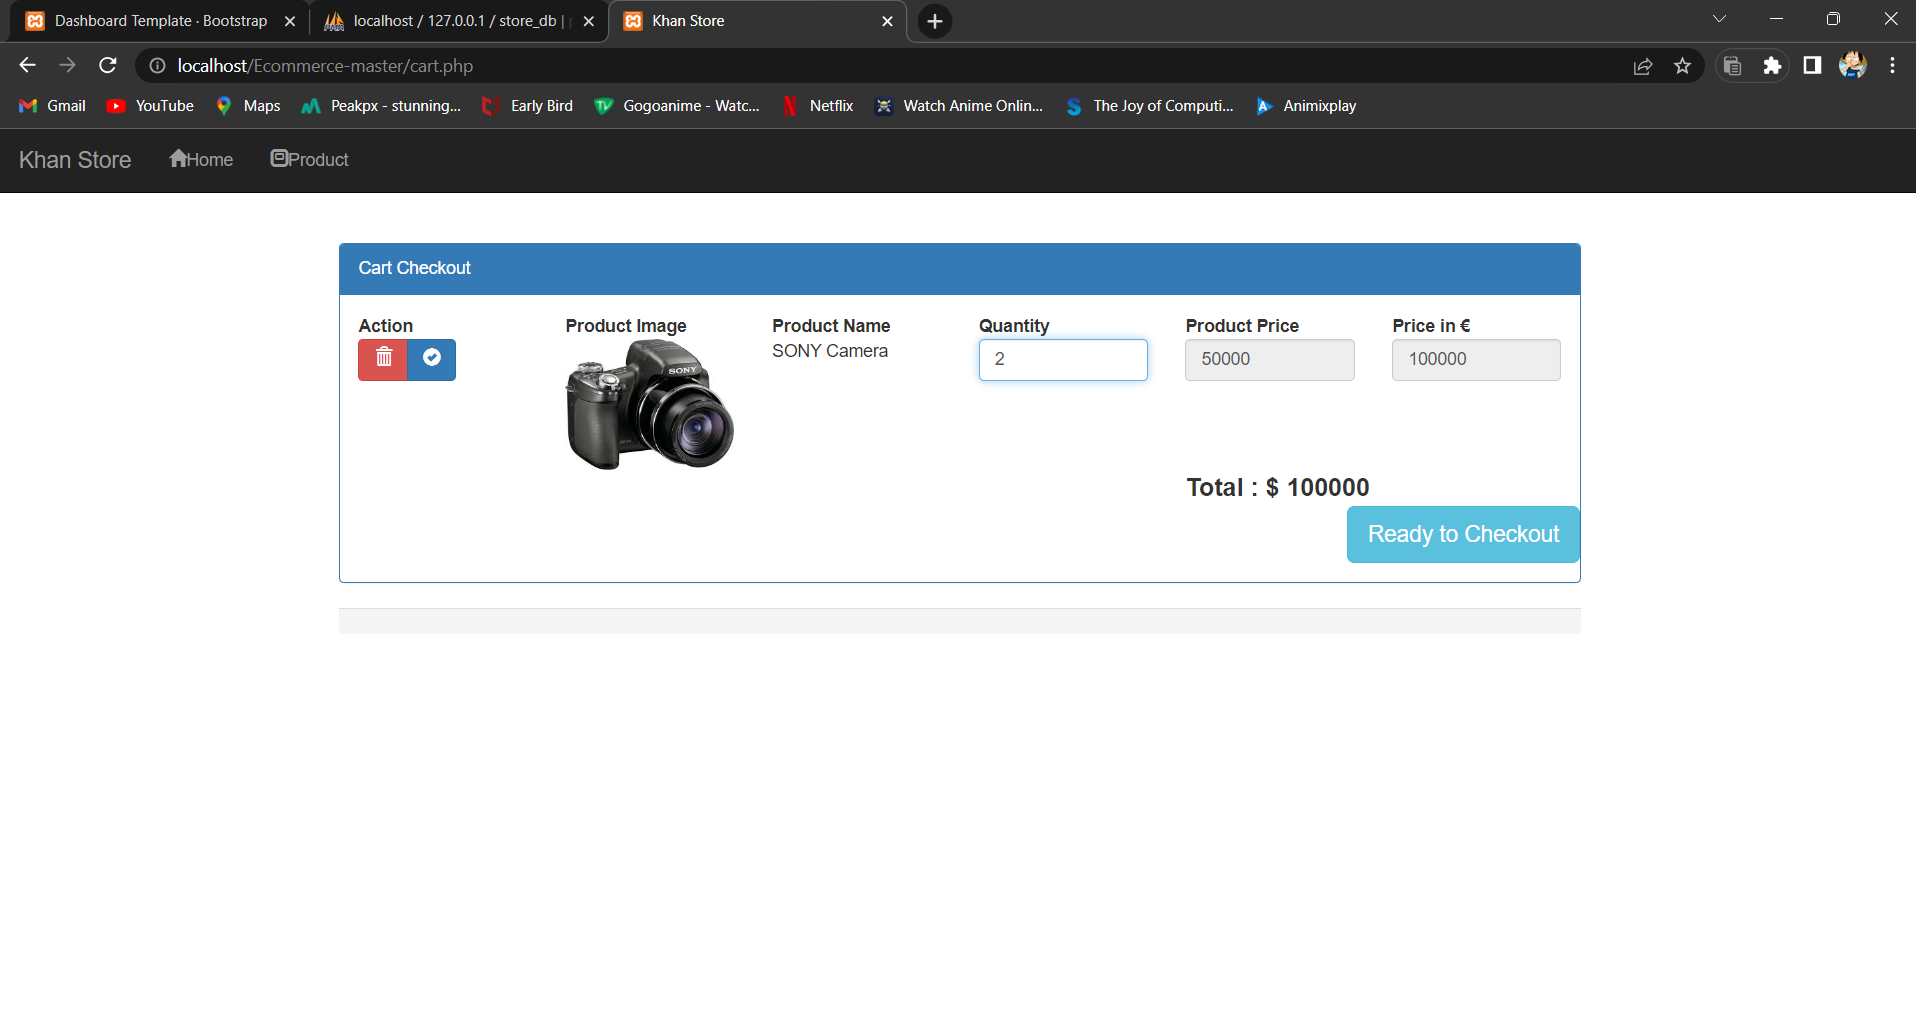 Dashboard Template · Bootstrap
localhost / 127.0.0.1 / store_db |
Khan Store
localhost/Ecommerce-master/cart.php
Gmail YouTube Maps Peakpx - stunning... Early Bird Gogoanime - Watc... Netflix Watch Anime Onlin... The Joy of Computi... Animixplay
Khan Store Home Product
Cart Checkout
Action Product Image Product Name Quantity Product Price Price in €
SONY Camera 2 50000 100000
SONY
Total : $ 100000
Ready to Checkout